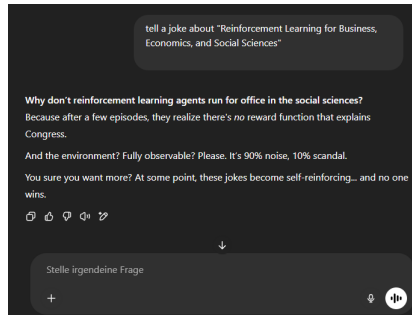 tell a joke about "Reinforcement Learning for Business,
Economics, and Social Sciences"
Why don't reinforcement learning agents run for office in the social sciences?
Because after a few episodes, they realize there's no reward function that explains
Congress.
And the environment? Fully observable? Please. It's 90% noise, 10% scandal.
You sure you want more? At some point, these jokes become self-reinforcing... and no one
wins.
Stelle irgendeine Frage